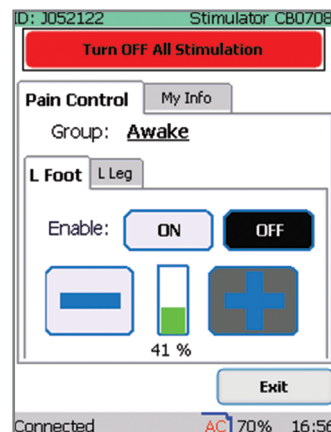 ID: J052122 Stimulator CB0708
Turn OFF All Stimulation
Pain Control My Info
Group: Awake
L Foot L Leg
Enable: ON OFF
41 %
Exit
Connected AC 70% 16:56